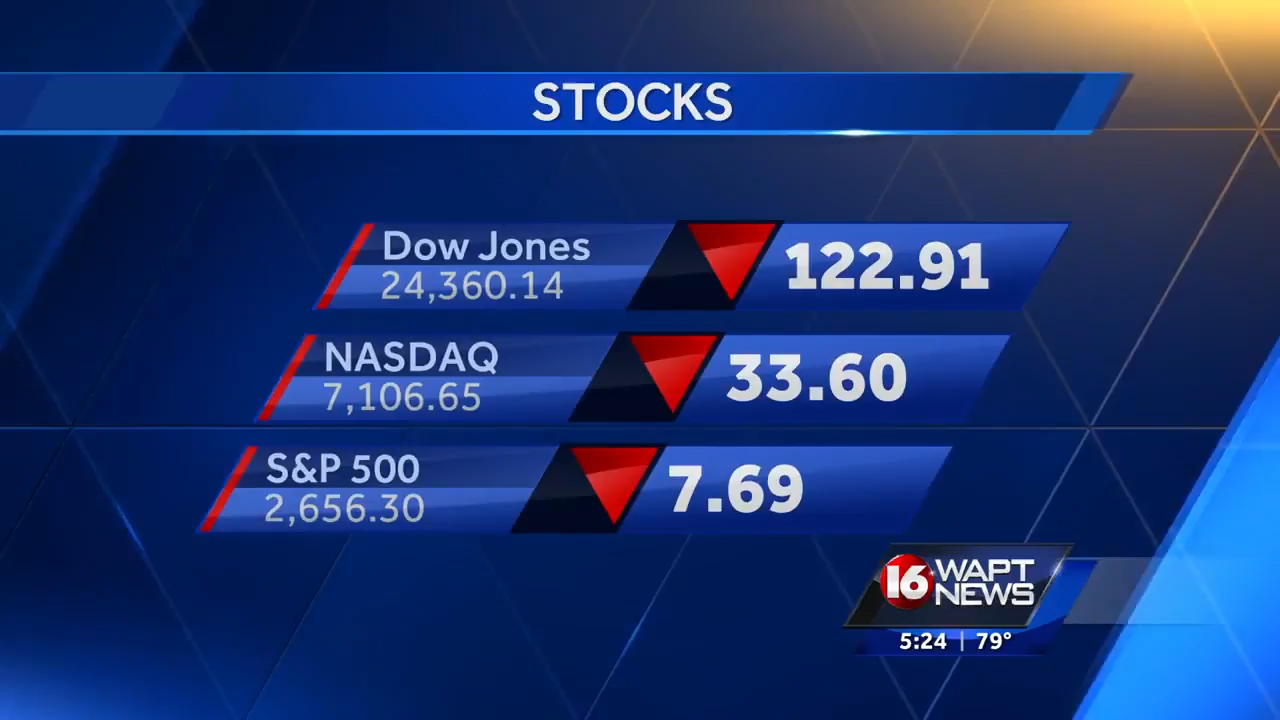 STOCKS
Dow Jones
24,360.14
122.91
NASDAQ
7,106.65
33.60
S&P 500
2,656.30
7.69
16 WAPT
NEWS
5:24 | 79°